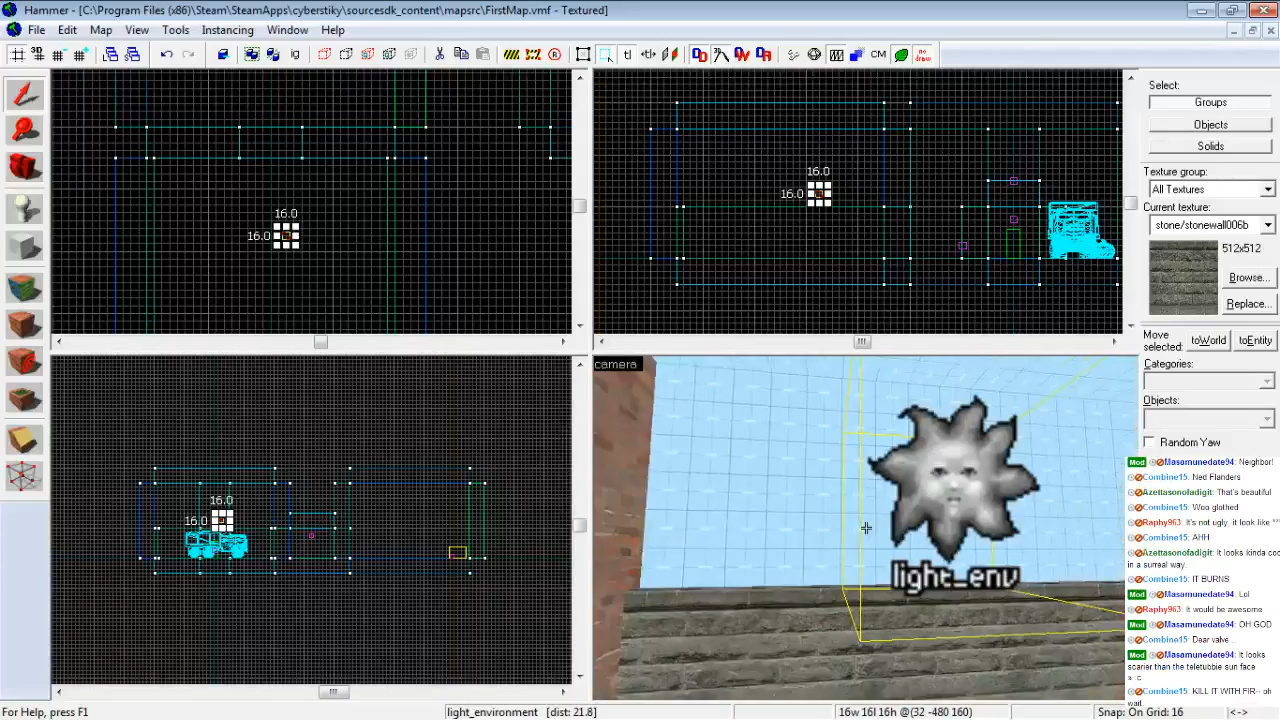 Hammer - [C:\Program Files (x86)\Steam\SteamApps\cyberstiky\sourcesdk_content\mapsrc\FirstMap.vmf - Textured]
File Edit Map View Tools Instancing Window Help
16.0
16.0
16.0
16.0
16.0
16.0
camera
light_env
Select:
Groups
Objects
Solids
Texture group:
All Textures
Current texture:
stone/stonewall006b
512x512
Browse...
Replace...
Move selected:
toWorld
toEntity
Categories:
Objects:
Random Yaw
Mod Masamunedate94: Neighbor!
Combine15: Ned Flanders
Azettasonofadigit: That's beautiful
Combine15: Woo glothed
Raphy963: It's not ugly, it look like ***
Combine15: AHH
Azettasonofadigit: It looks kinda coo
in a surreal way.
Combine15: IT BURNS
Mod Masamunedate94: Lol
Raphy963: It would be awesome
Mod Masamunedate94: OH GOD
Combine15: Dear valve...
Mod Masamunedate94: It looks
scarier than the teletubbie sun face
> :c
Combine15: KILL IT WITH FIR-- oh
wait.
For Help, press F1
light_environment [dist: 21.8]
16w 16l 16h @(32 -480 160)
Snap: On Grid: 16
<->